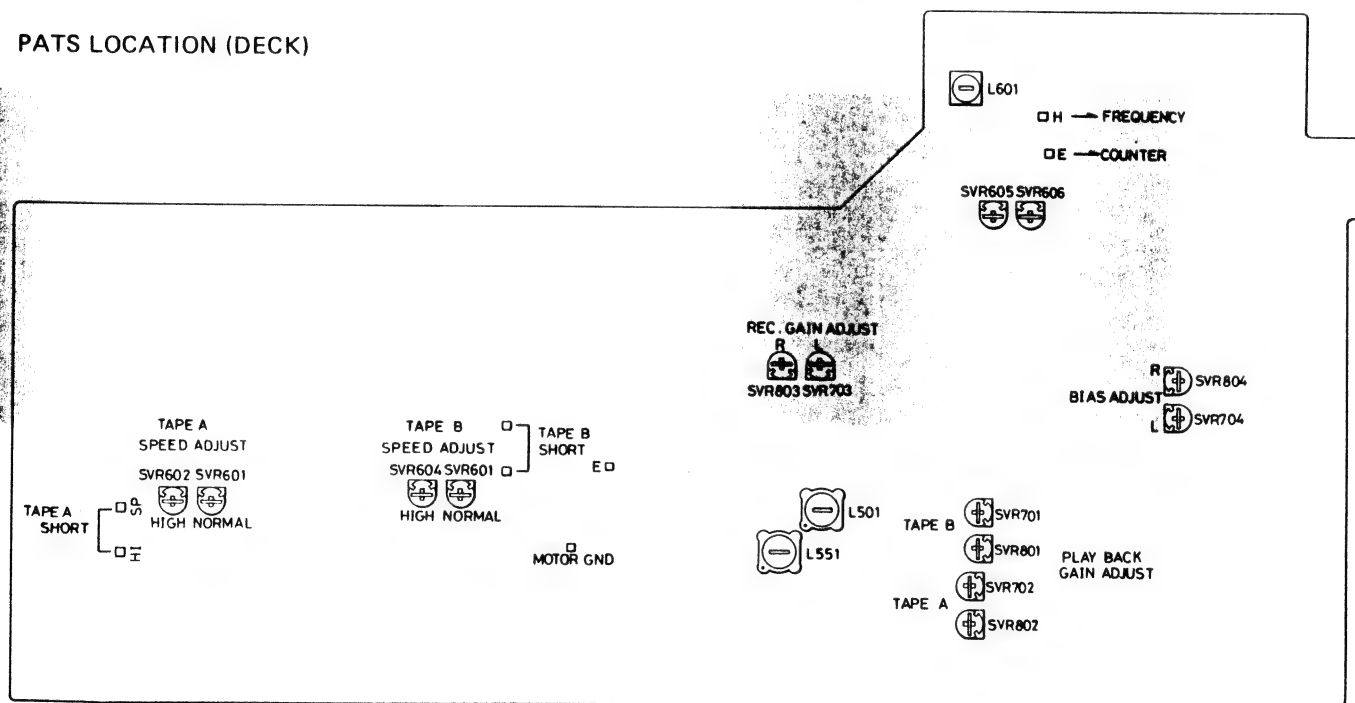 PATS LOCATION (DECK)
L601
H → FREQUENCY
E → COUNTER
SVR605 SVR606
REC. GAIN ADJUST
R L
SVR803 SVR703
R SVR804
BIAS ADJUST
L SVR704
TAPE A
SPEED ADJUST
SVR602 SVR601
HIGH NORMAL
TAPE A
SHORT
SP
HI
TAPE B
SPEED ADJUST
SVR604 SVR601
HIGH NORMAL
TAPE B
SHORT
E
MOTOR GND
L501
L551
TAPE B
SVR701
SVR801
TAPE A
SVR702
SVR802
PLAY BACK
GAIN ADJUST